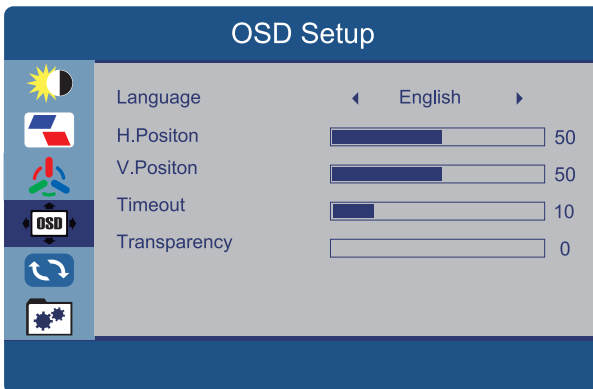 OSD Setup
Language English
H.Positon 50
V.Positon 50
Timeout 10
OSD
Transparency 0